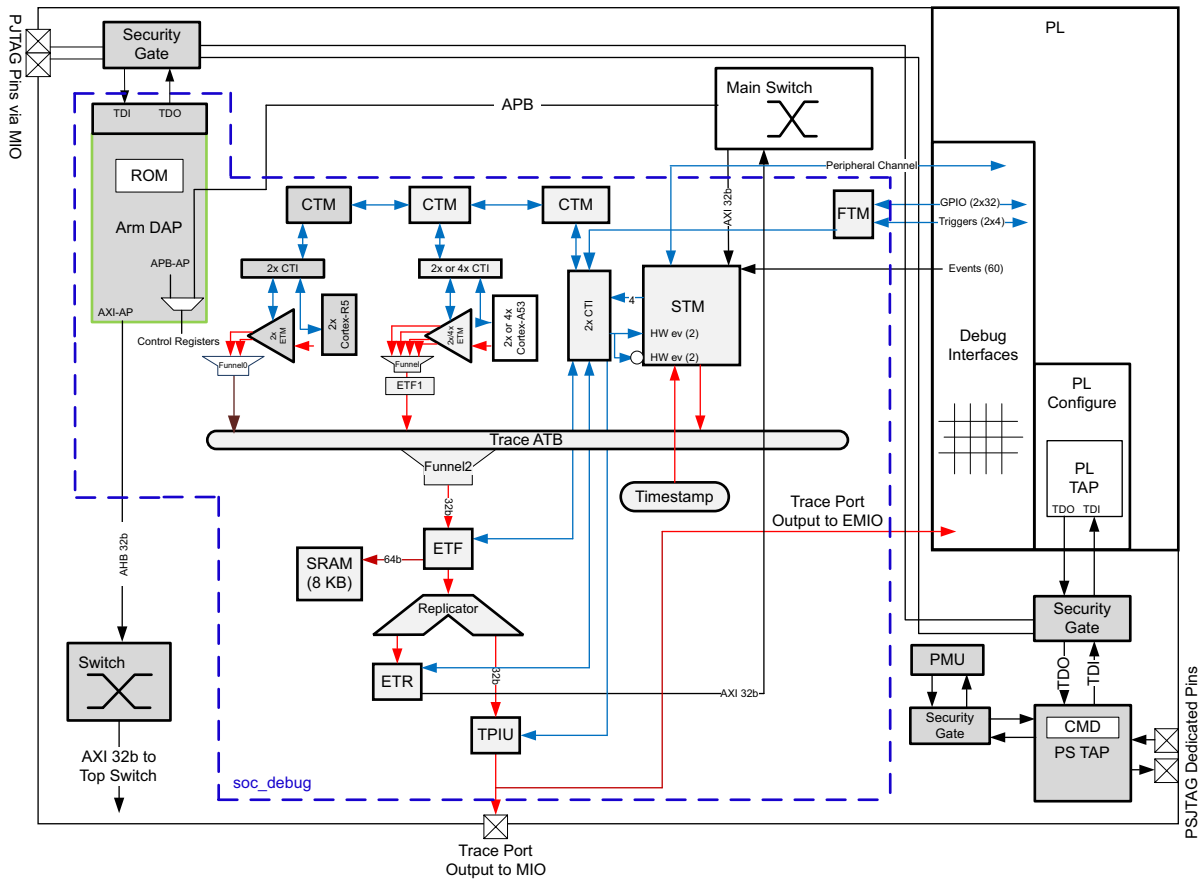 PJTAG Pins via MIO
Security
Gate
TDI
TDO
ROM
Arm DAP
APB-AP
AXI-AP
Control Registers
APB
Main Switch
PL
Peripheral Channel
AXI 32b
CTM
CTM
CTM
FTM
GPIO (2x32)
Triggers (2x4)
Events (60)
2x CTI
2x or 4x CTI
2x CTI
4
STM
HW ev (2)
HW ev (2)
2x
ETM
2x
Cortex-R5
2x/4x
ETM
2x or 4x
Cortex-A53
Funnel0
Funnel
ETF1
Debug
Interfaces
PL
Configure
PL
TAP
TDO
TDI
Trace ATB
Funnel2
32b
Timestamp
Trace Port
Output to EMIO
AHB 32b
ETF
64b
SRAM
(8 KB)
Replicator
32b
ETR
AXI 32b
TPIU
Security
Gate
TDO
TDI
PMU
Security
Gate
CMD
PS TAP
PSJTAG Dedicated Pins
Switch
AXI 32b to
Top Switch
soc_debug
Trace Port
Output to MIO